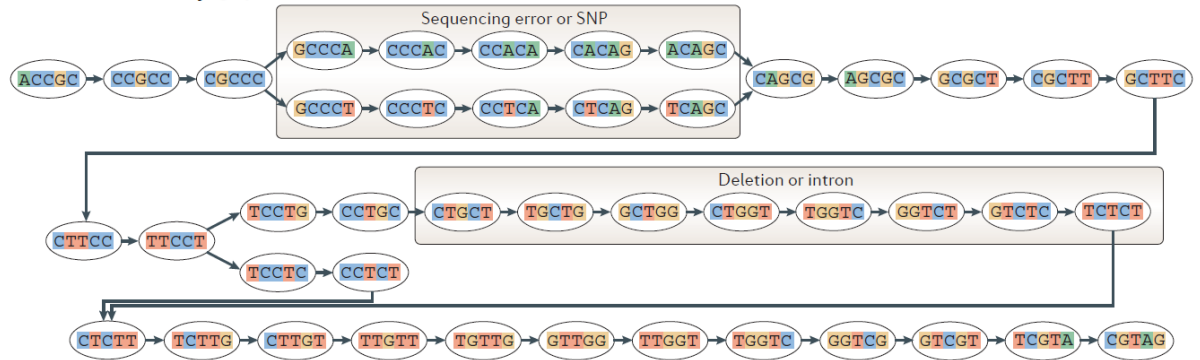 Sequencing error or SNP
GCCCA CCCAC CCACA CACAG ACAGC
ACCGC CCGCC CGCCC CAGCG AGCGC GCGCT CGCTT GCTTC
GCCCT CCCTC CCTCA CTCAG TCAGC
Deletion or intron
TCCTG CCTGC CTGCT TGCTG GCTGG CTGGT TGGTC GGTCT GTCTC TCTCT
CTTCC TTCCT
TCCTC CCTCT
CTCTT TCTTG CTTGT TTGTT TGTTG GTTGG TTGGT TGGTC GGTCG GTCGT TCGTA CGTAG